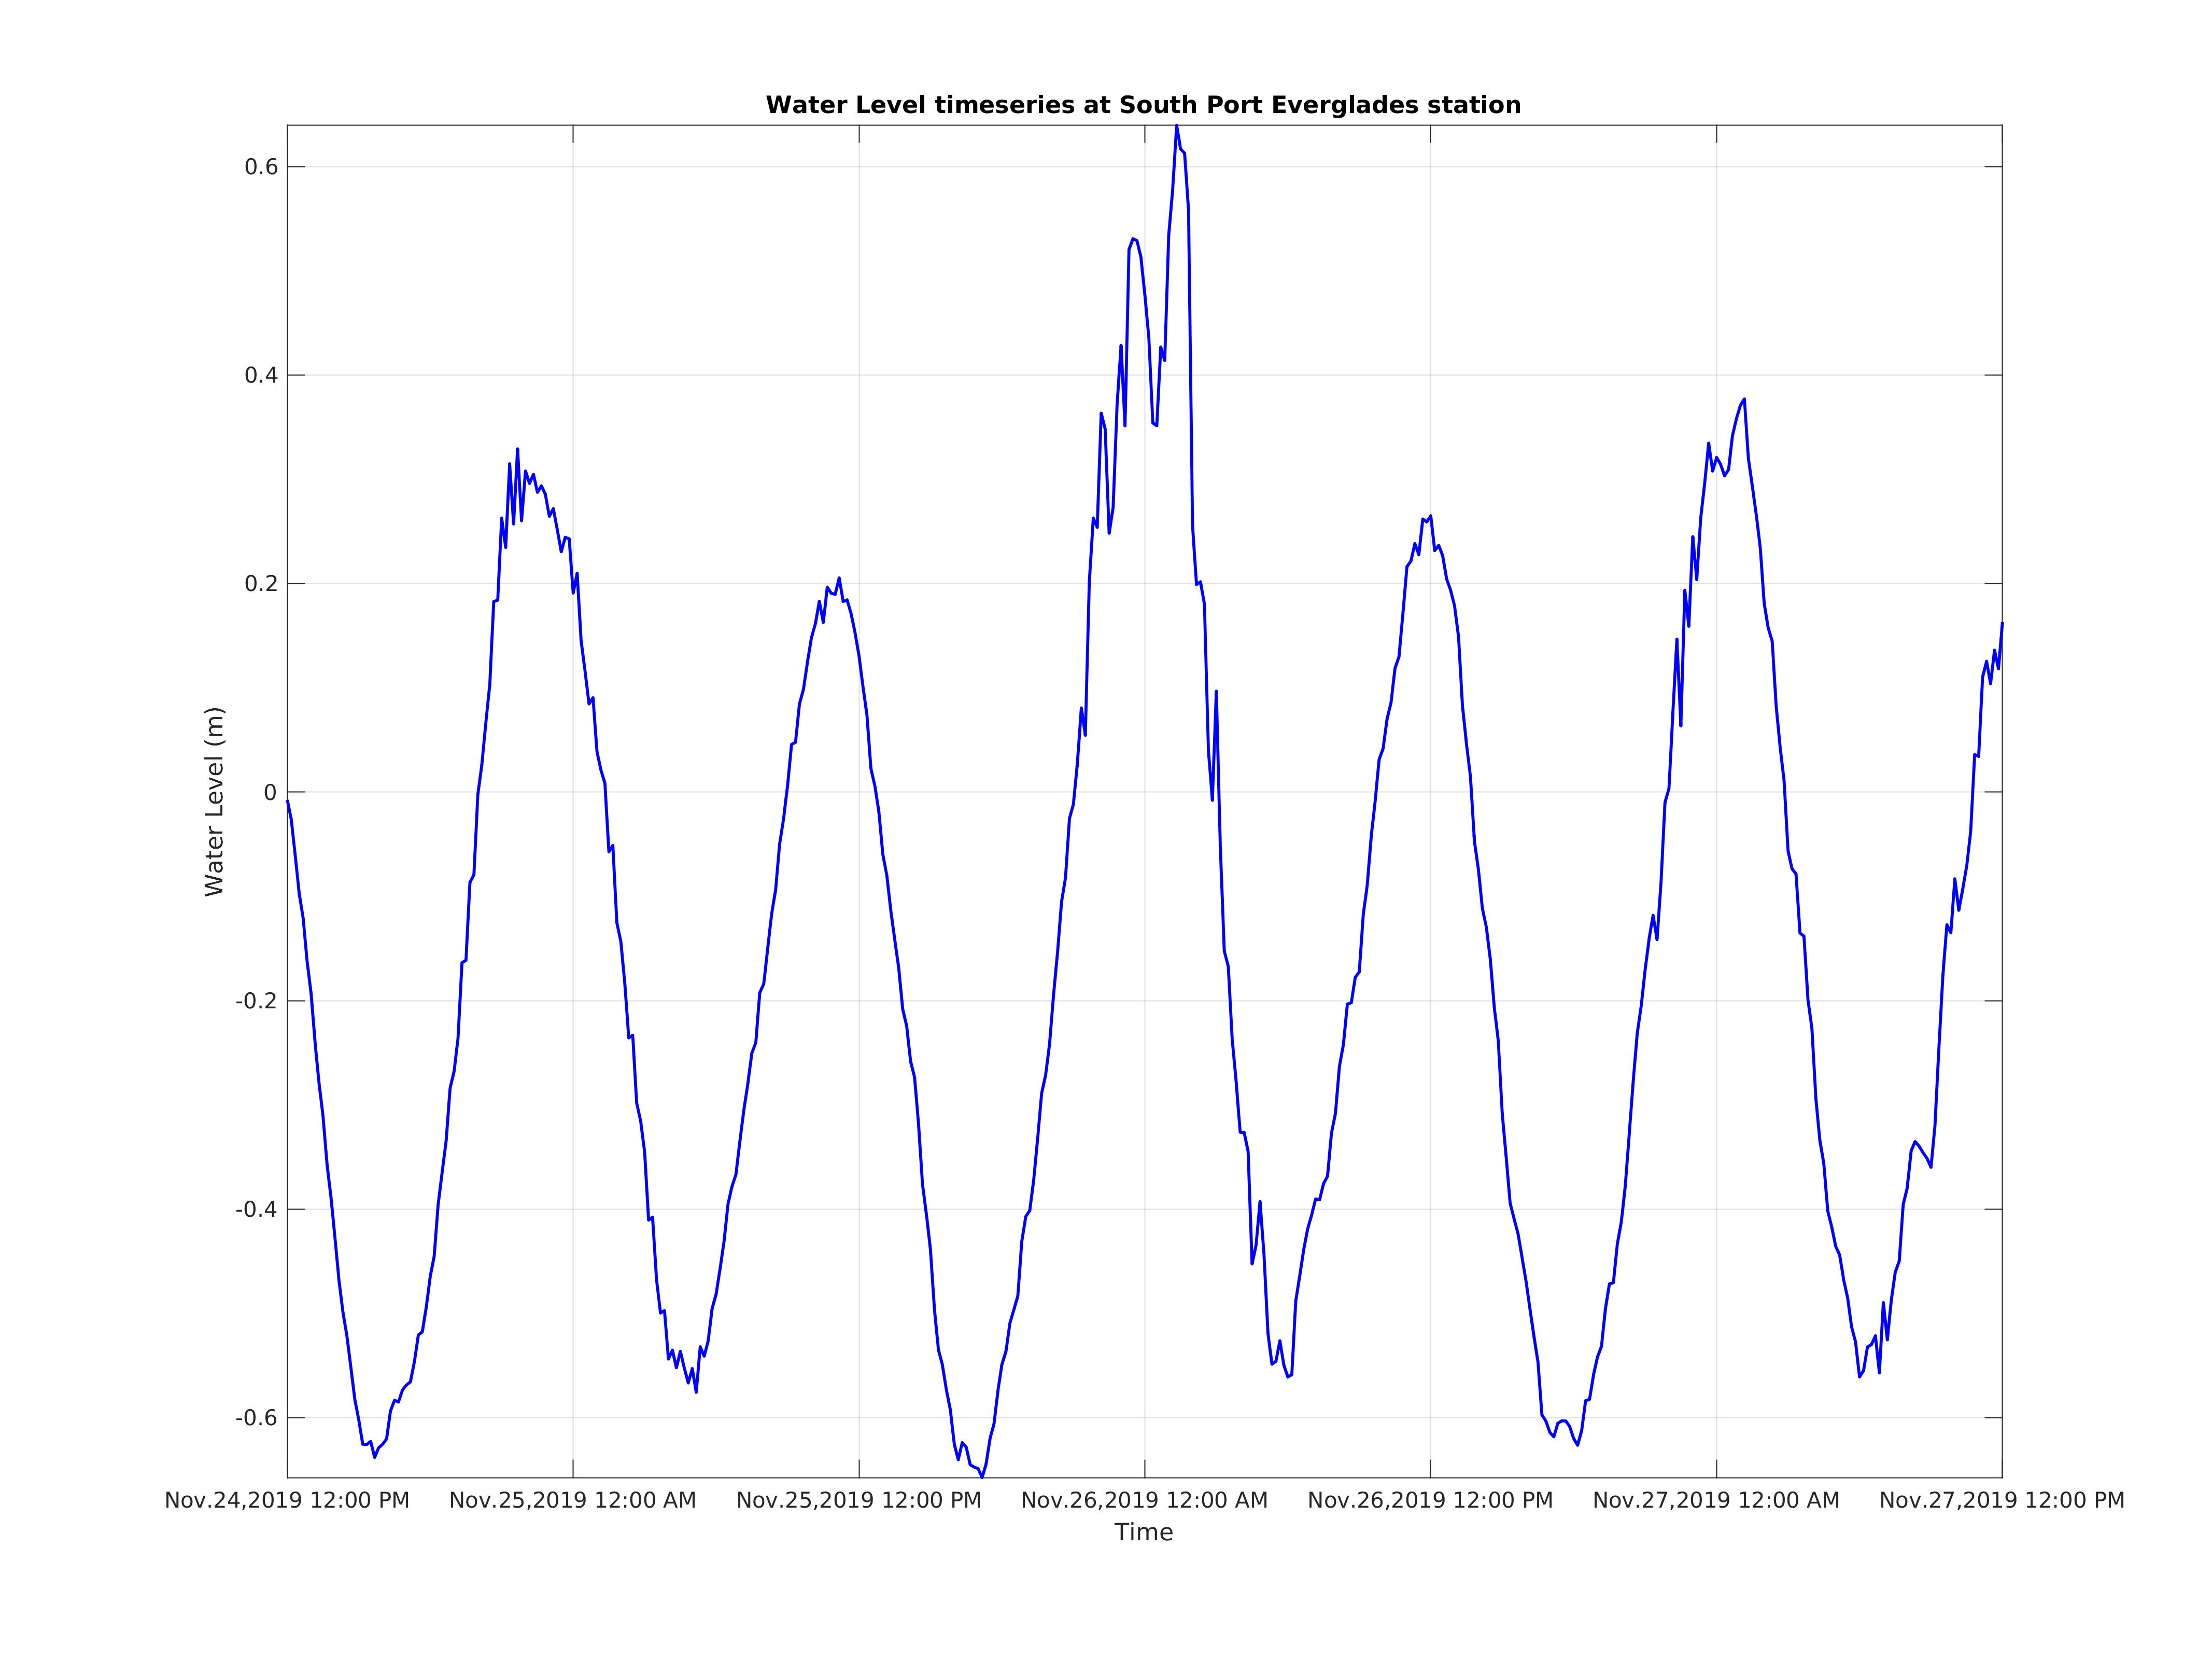 Water Level timeseries at South Port Everglades station
0.6
0.4
0.2
0
-0.2
-0.4
-0.6
Water Level (m)
Nov.24,2019 12:00 PM
Nov.25,2019 12:00 AM
Nov.25,2019 12:00 PM
Nov.26,2019 12:00 AM
Nov.26,2019 12:00 PM
Nov.27,2019 12:00 AM
Nov.27,2019 12:00 PM
Time